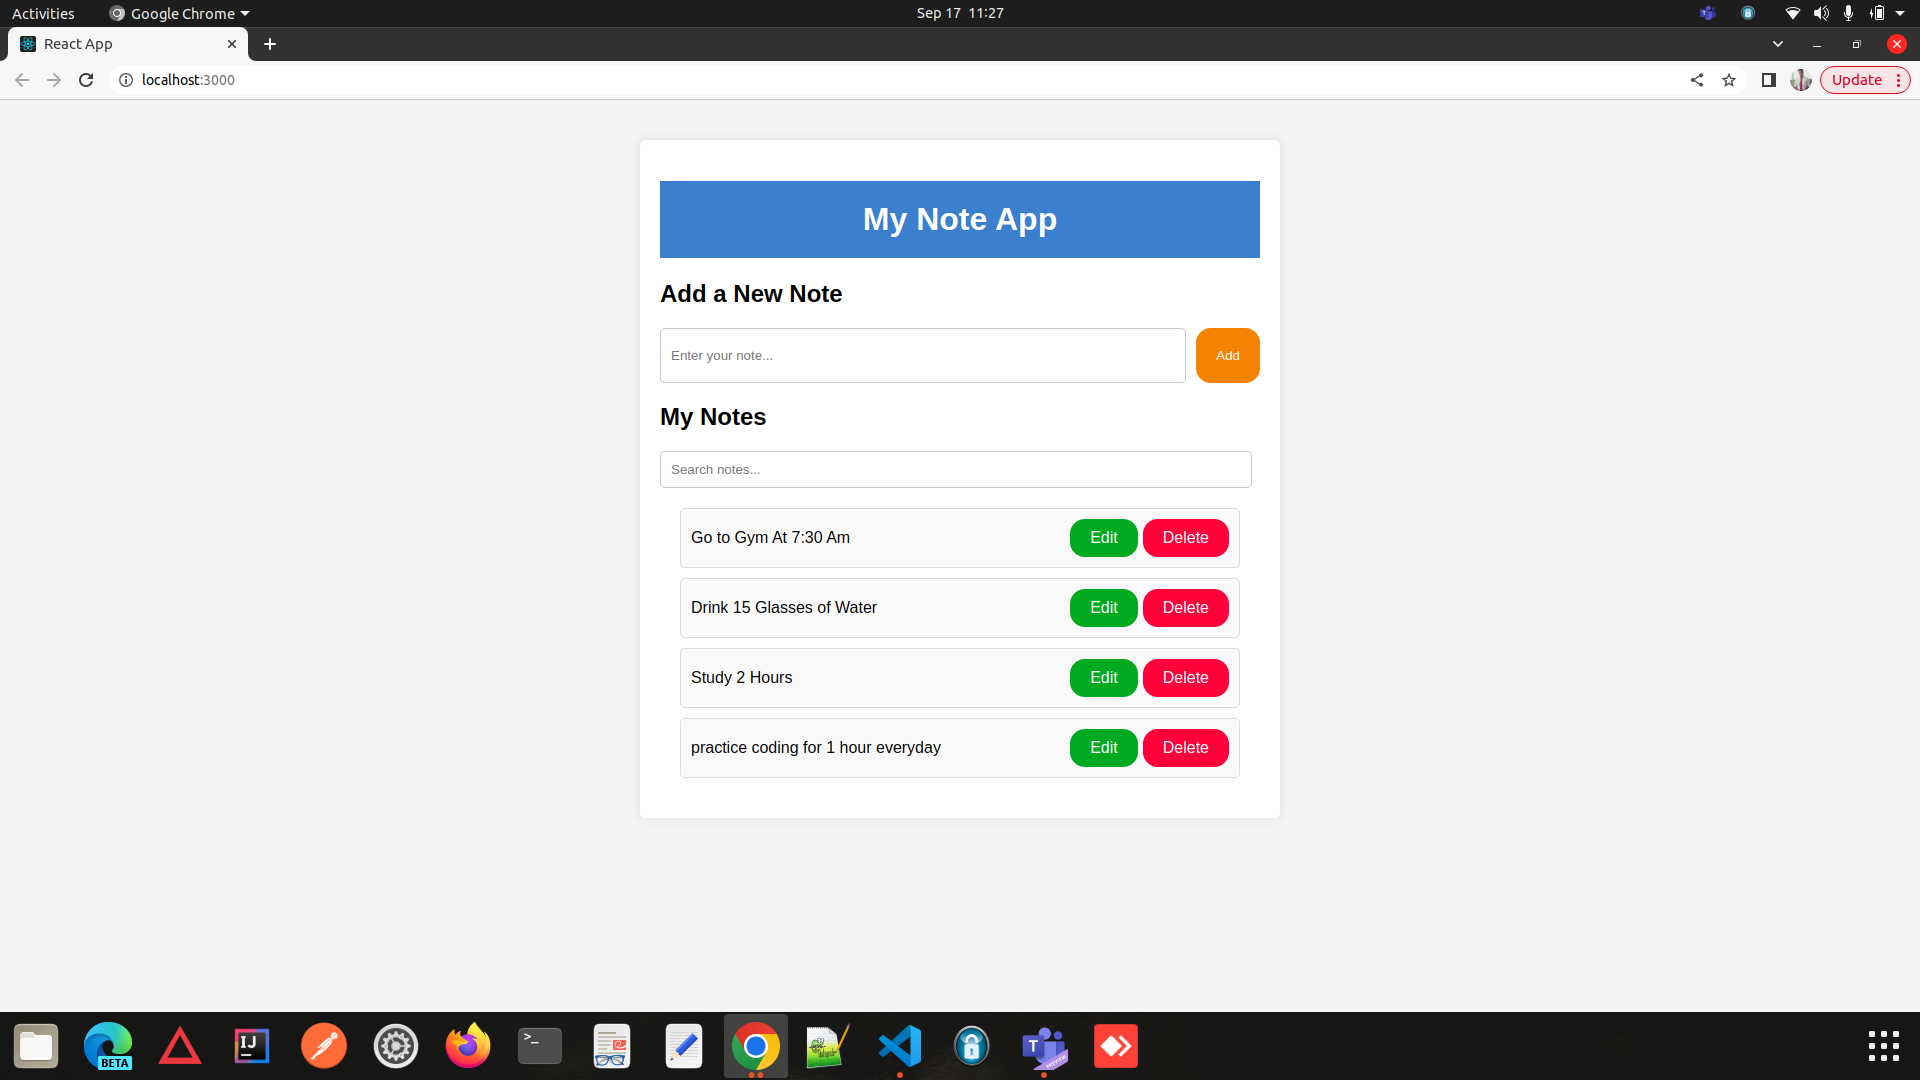 Activities
Google Chrome
Sep 17 11:27
React App
localhost:3000
Update
My Note App
Add a New Note
Enter your note...
Add
My Notes
Search notes...
Go to Gym At 7:30 Am
Edit
Delete
Drink 15 Glasses of Water
Edit
Delete
Study 2 Hours
Edit
Delete
practice coding for 1 hour everyday
Edit
Delete
BETA
IJ
>_
T
PREVIEW